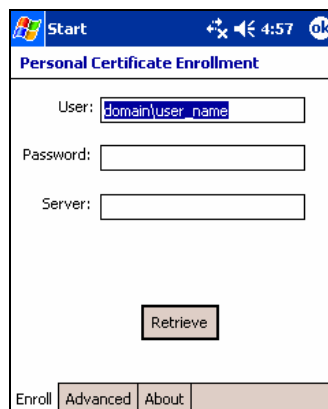 Start 4:57 ok
Personal Certificate Enrollment
User: domain\user_name
Password:
Server:
Retrieve
Enroll Advanced About